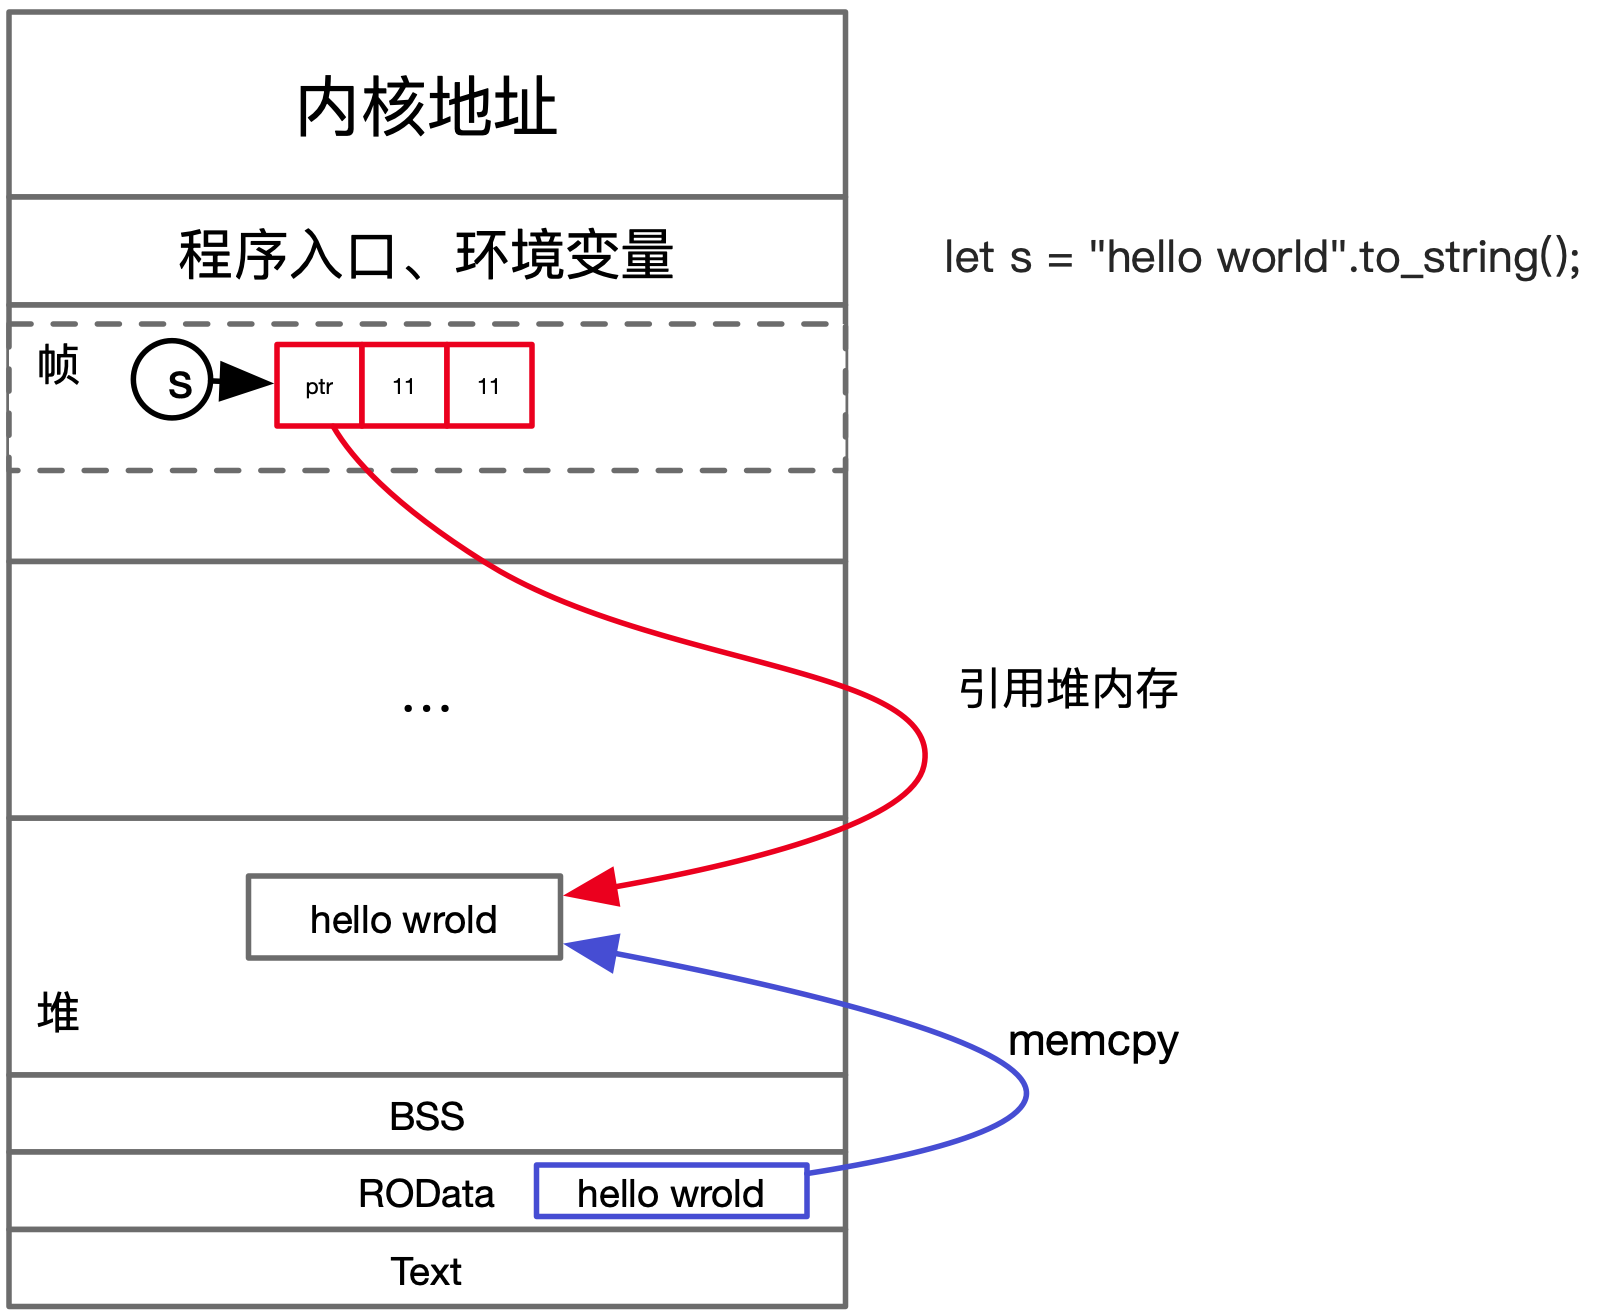 内核地址
程序入口、环境变量
let s = "hello world".to_string();
帧
s
ptr
11
11
...
引用堆内存
hello wrold
堆
memcpy
BSS
ROData
hello wrold
Text